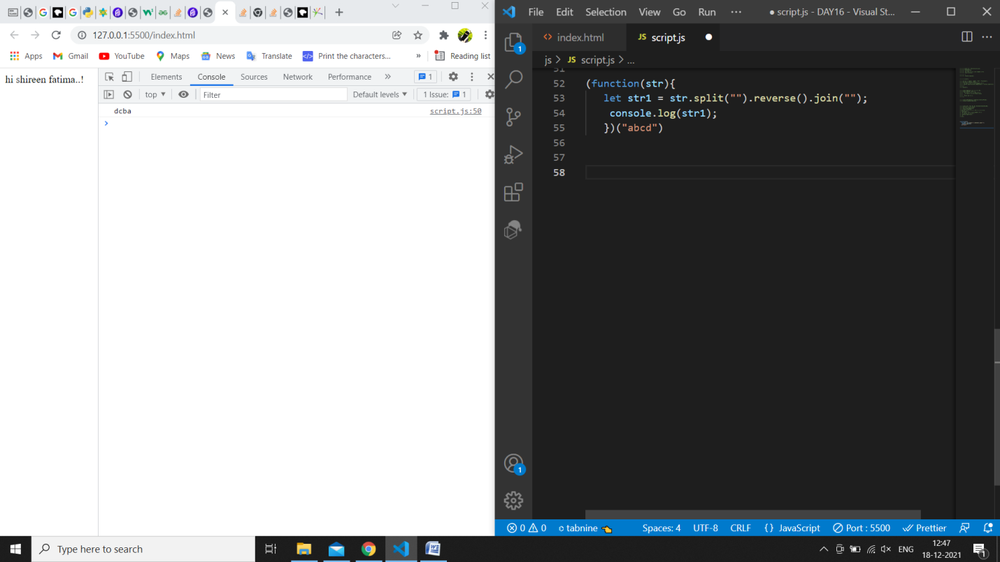 127.0.0.1:5500/index.html
Apps Gmail YouTube Maps News Translate Print the characters... » Reading list
hi shireen fatima..!
Elements Console Sources Network Performance » 1
top Filter Default levels 1 Issue: 1
dcba script.js:50
File Edit Selection View Go Run ··· ● script.js - DAY16 - Visual St...
index.html JS script.js
js > JS script.js > ...
51
52 (function(str){
53 let str1 = str.split("").reverse().join("");
54 console.log(str1);
55 })("abcd")
56
57
58
1
1
0 0 tabnine Spaces: 4 UTF-8 CRLF {} JavaScript Port : 5500 Prettier
Type here to search
ENG
12:47
18-12-2021
1